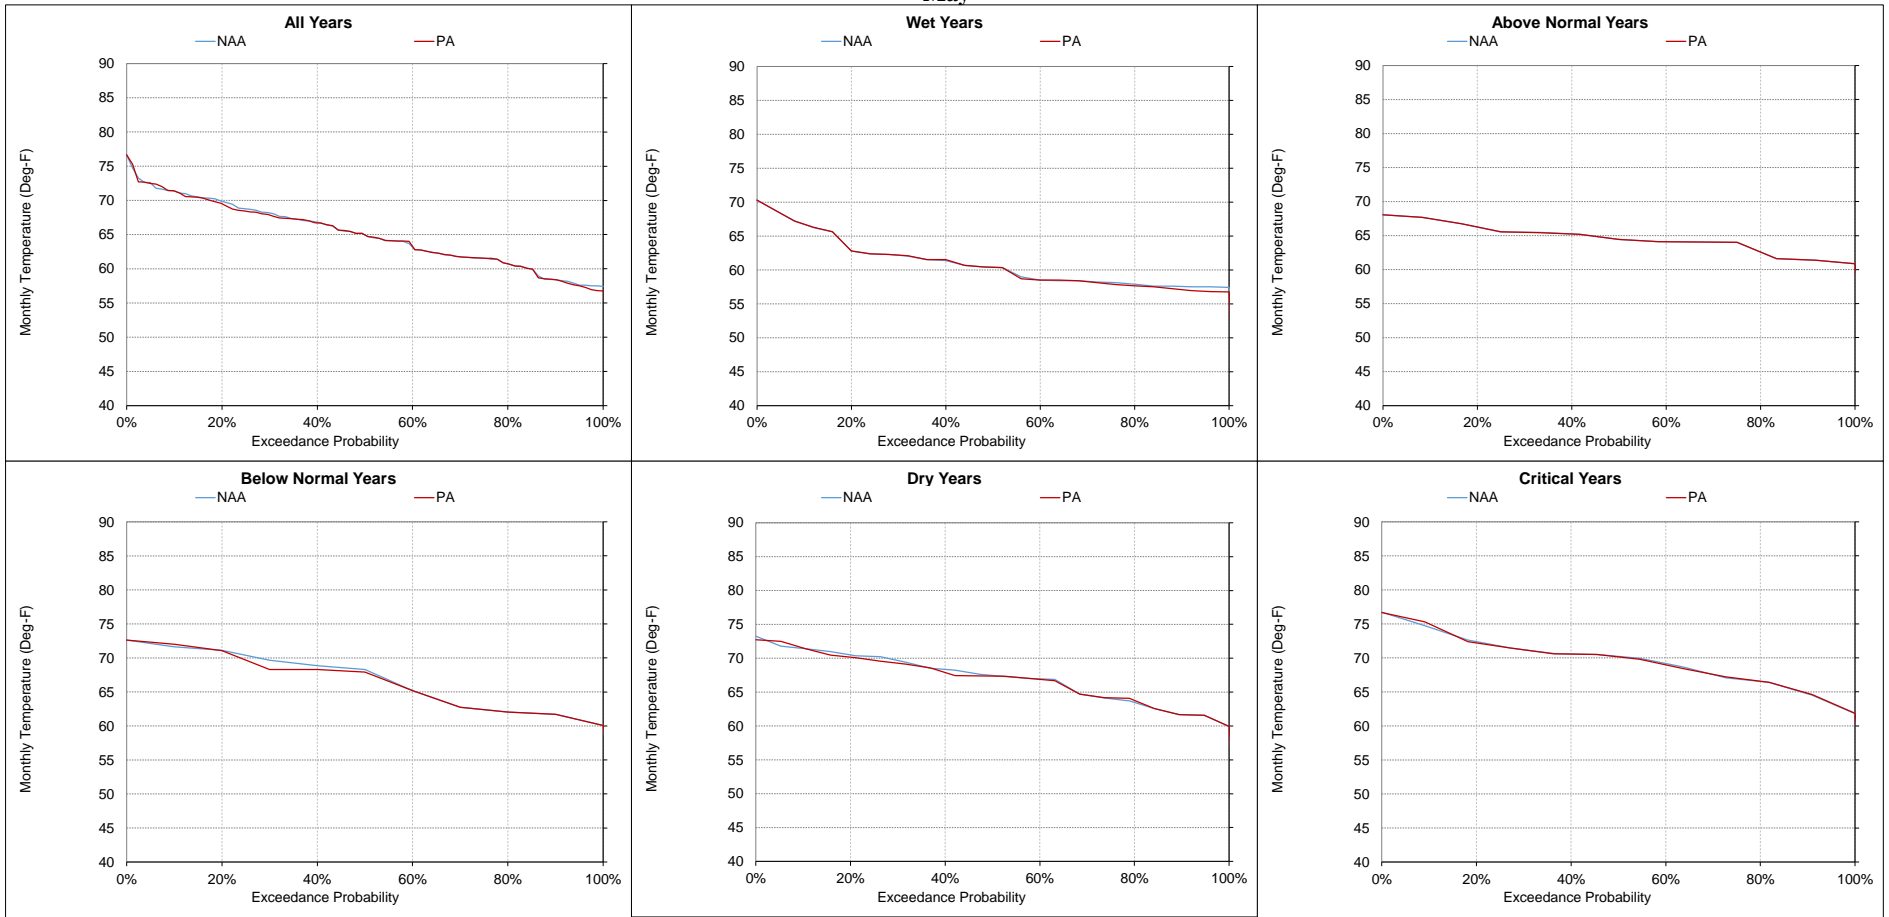 May
All Years
NAA PA
Monthly Temperature (Deg-F)
90
85
80
75
70
65
60
55
50
45
40
0% 20% 40% 60% 80% 100%
Exceedance Probability
Wet Years
NAA PA
Monthly Temperature (Deg-F)
90
85
80
75
70
65
60
55
50
45
40
0% 20% 40% 60% 80% 100%
Exceedance Probability
Above Normal Years
NAA PA
Monthly Temperature (Deg-F)
90
85
80
75
70
65
60
55
50
45
40
0% 20% 40% 60% 80% 100%
Exceedance Probability
Below Normal Years
NAA PA
Monthly Temperature (Deg-F)
90
85
80
75
70
65
60
55
50
45
40
0% 20% 40% 60% 80% 100%
Exceedance Probability
Dry Years
NAA PA
Monthly Temperature (Deg-F)
90
85
80
75
70
65
60
55
50
45
40
0% 20% 40% 60% 80% 100%
Exceedance Probability
Critical Years
NAA PA
Monthly Temperature (Deg-F)
90
85
80
75
70
65
60
55
50
45
40
0% 20% 40% 60% 80% 100%
Exceedance Probability